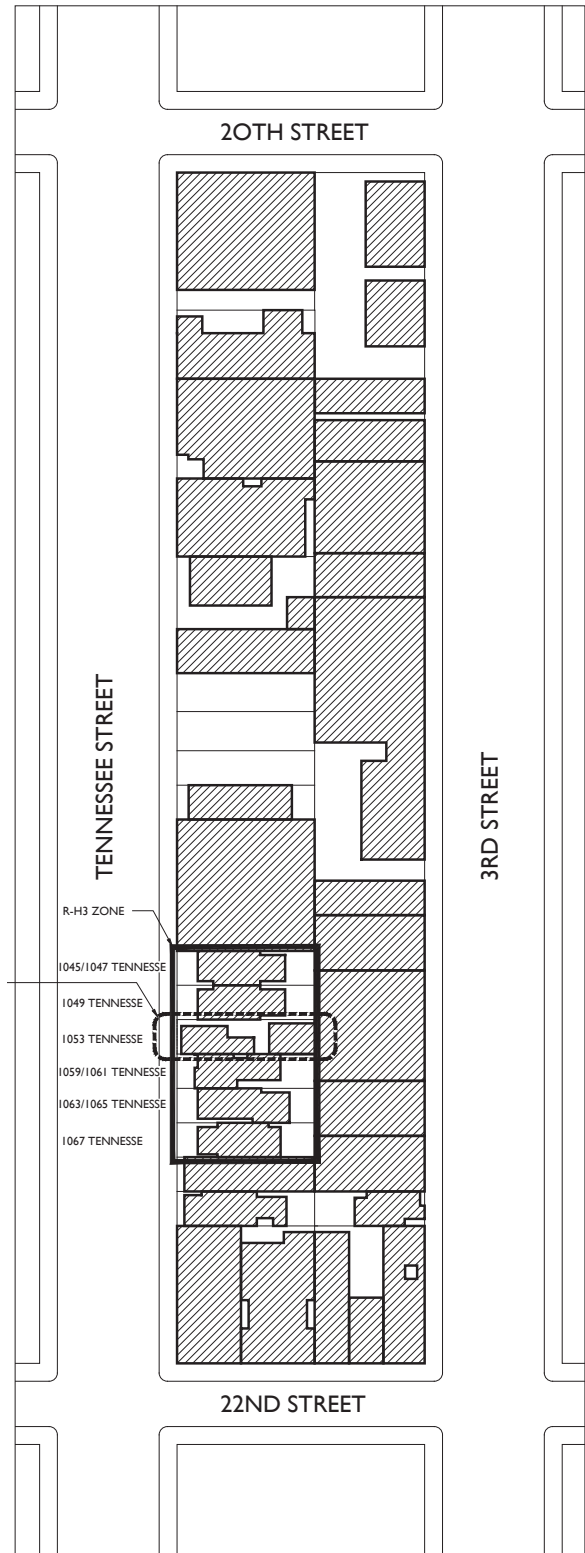 2OTH STREET
TENNESSEE STREET
3RD STREET
R-H3 ZONE
1045/1047 TENNESSE
1049 TENNESSE
1053 TENNESSE
1059/1061 TENNESSE
1063/1065 TENNESSE
1067 TENNESSE
22ND STREET